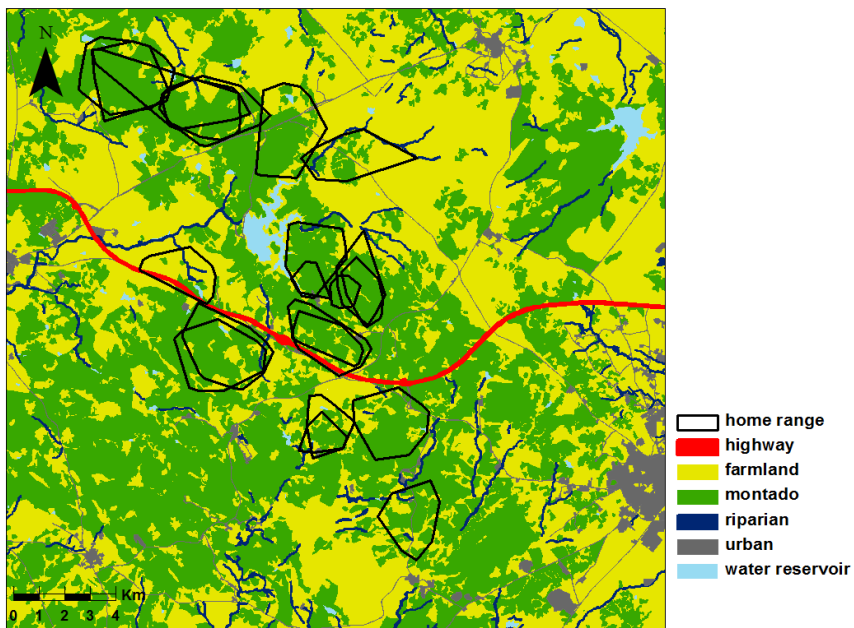 N
home range
highway
farmland
montado
riparian
urban
water reservoir
Km
0 1 2 3 4